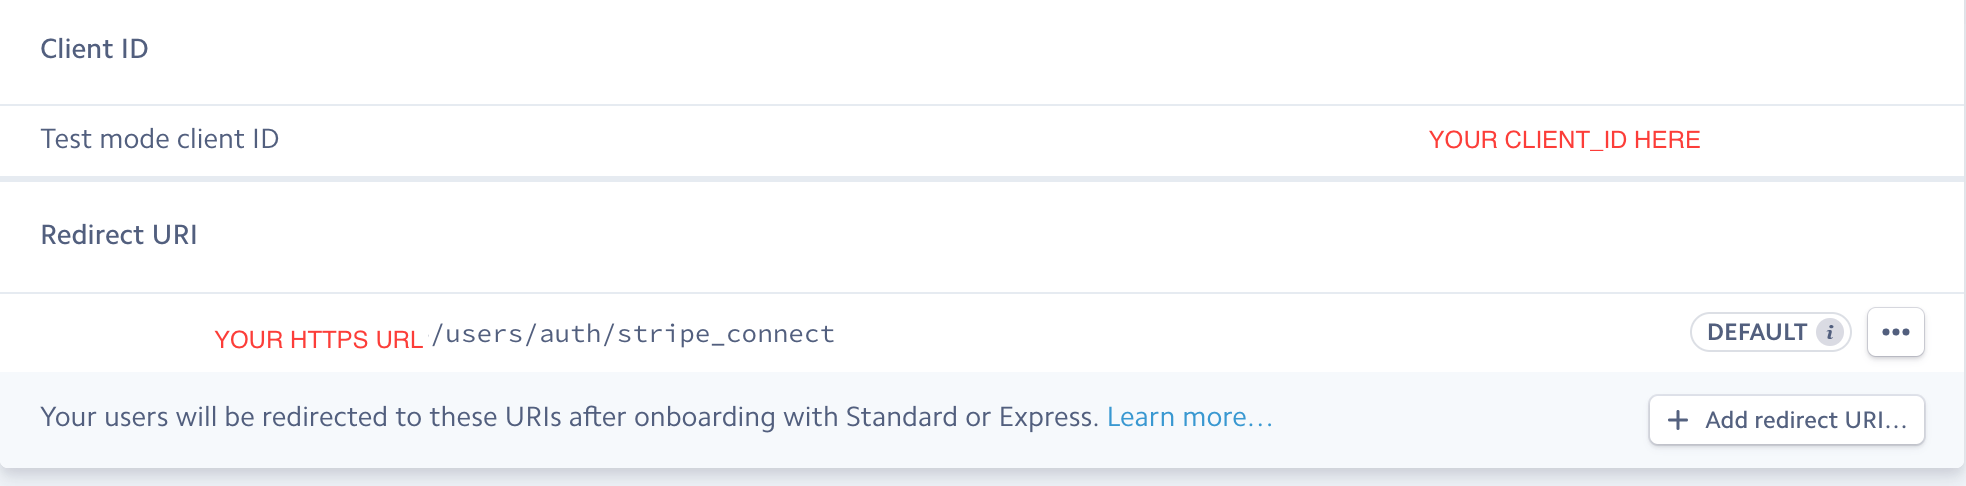 Client ID
Test mode client ID YOUR CLIENT_ID HERE
Redirect URI
YOUR HTTPS URL /users/auth/stripe_connect DEFAULT i
Your users will be redirected to these URIs after onboarding with Standard or Express. Learn more...
+ Add redirect URI...